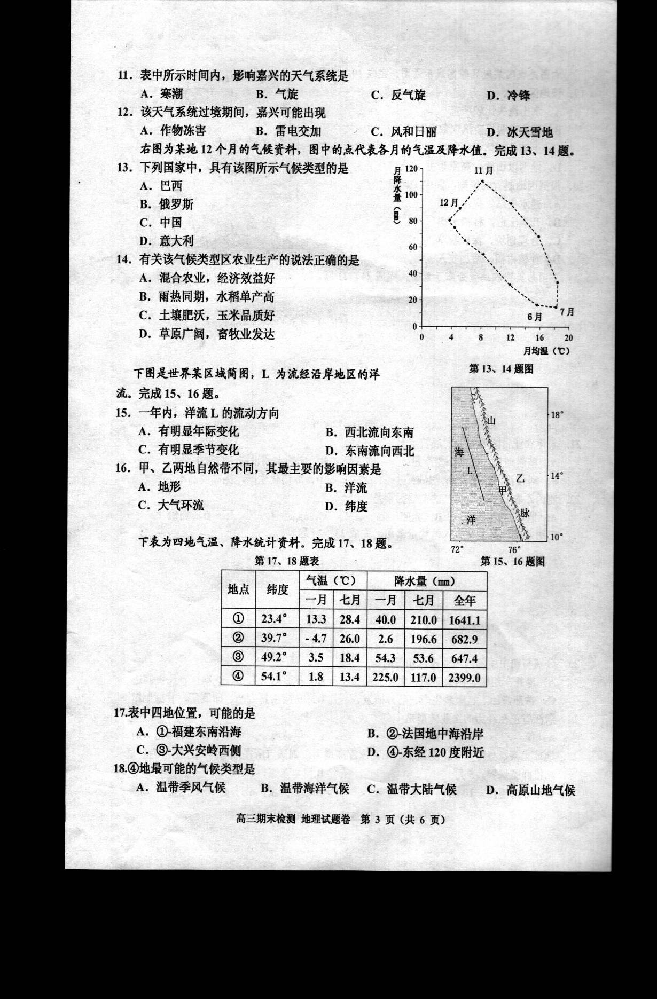 11．表中所示时间内，影响嘉兴的天气系统是
A．寒潮 B．气旋 C．反气旋 D．冷锋
12．该天气系统过境期间，嘉兴可能出现
A．作物冻害 B．雷电交加 C．风和日丽 D．冰天雪地
右图为某地12个月的气候资料，图中的点代表各月的气温及降水值。完成13、14题。
13．下列国家中，具有该图所示气候类型的是
A．巴西
B．俄罗斯
C．中国
D．意大利
14．有关该气候类型区农业生产的说法正确的是
A．混合农业，经济效益好
B．雨热同期，水稻单产高
C．土壤肥沃，玉米品质好
D．草原广阔，畜牧业发达
月降水量（mm）
120
100
80
60
40
20
0
11月
12月
6月
7月
0 4 8 12 16 20
月均温（℃）
第13、14题图
下图是世界某区域简图，L 为流经沿岸地区的洋
流。完成15、16题。
15．一年内，洋流L的流动方向
A．有明显年际变化 B．西北流向东南
C．有明显季节变化 D．东南流向西北
16．甲、乙两地自然带不同，其最主要的影响因素是
A．地形 B．洋流
C．大气环流 D．纬度
18°
山
海
L
乙
14°
甲
脉
洋
10°
72° 76°
第15、16题图
下表为四地气温、降水统计资料。完成17、18题。
第17、18题表
地点 纬度 气温（℃） 降水量（mm）
一月 七月 一月 七月 全年
① 23.4° 13.3 28.4 40.0 210.0 1641.1
② 39.7° -4.7 26.0 2.6 196.6 682.9
③ 49.2° 3.5 18.4 54.3 53.6 647.4
④ 54.1° 1.8 13.4 225.0 117.0 2399.0
17.表中四地位置，可能的是
A．①-福建东南沿海 B．②-法国地中海沿岸
C．③-大兴安岭西侧 D．④-东经120度附近
18.④地最可能的气候类型是
A．温带季风气候 B．温带海洋气候 C．温带大陆气候 D．高原山地气候
高三期末检测 地理试题卷 第 3 页（共 6 页）